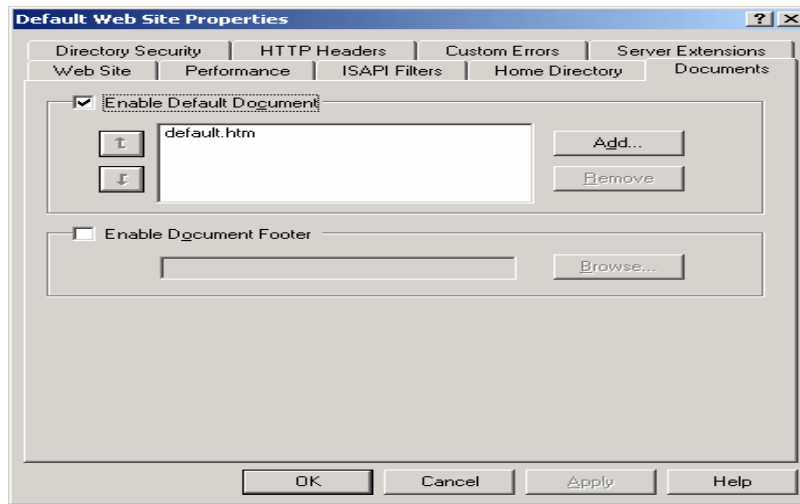 Default Web Site Properties ? X
Directory Security HTTP Headers Custom Errors Server Extensions
Web Site Performance ISAPI Filters Home Directory Documents
Enable Default Document
default.htm
Add...
Remove
Enable Document Footer
Browse...
OK Cancel Apply Help